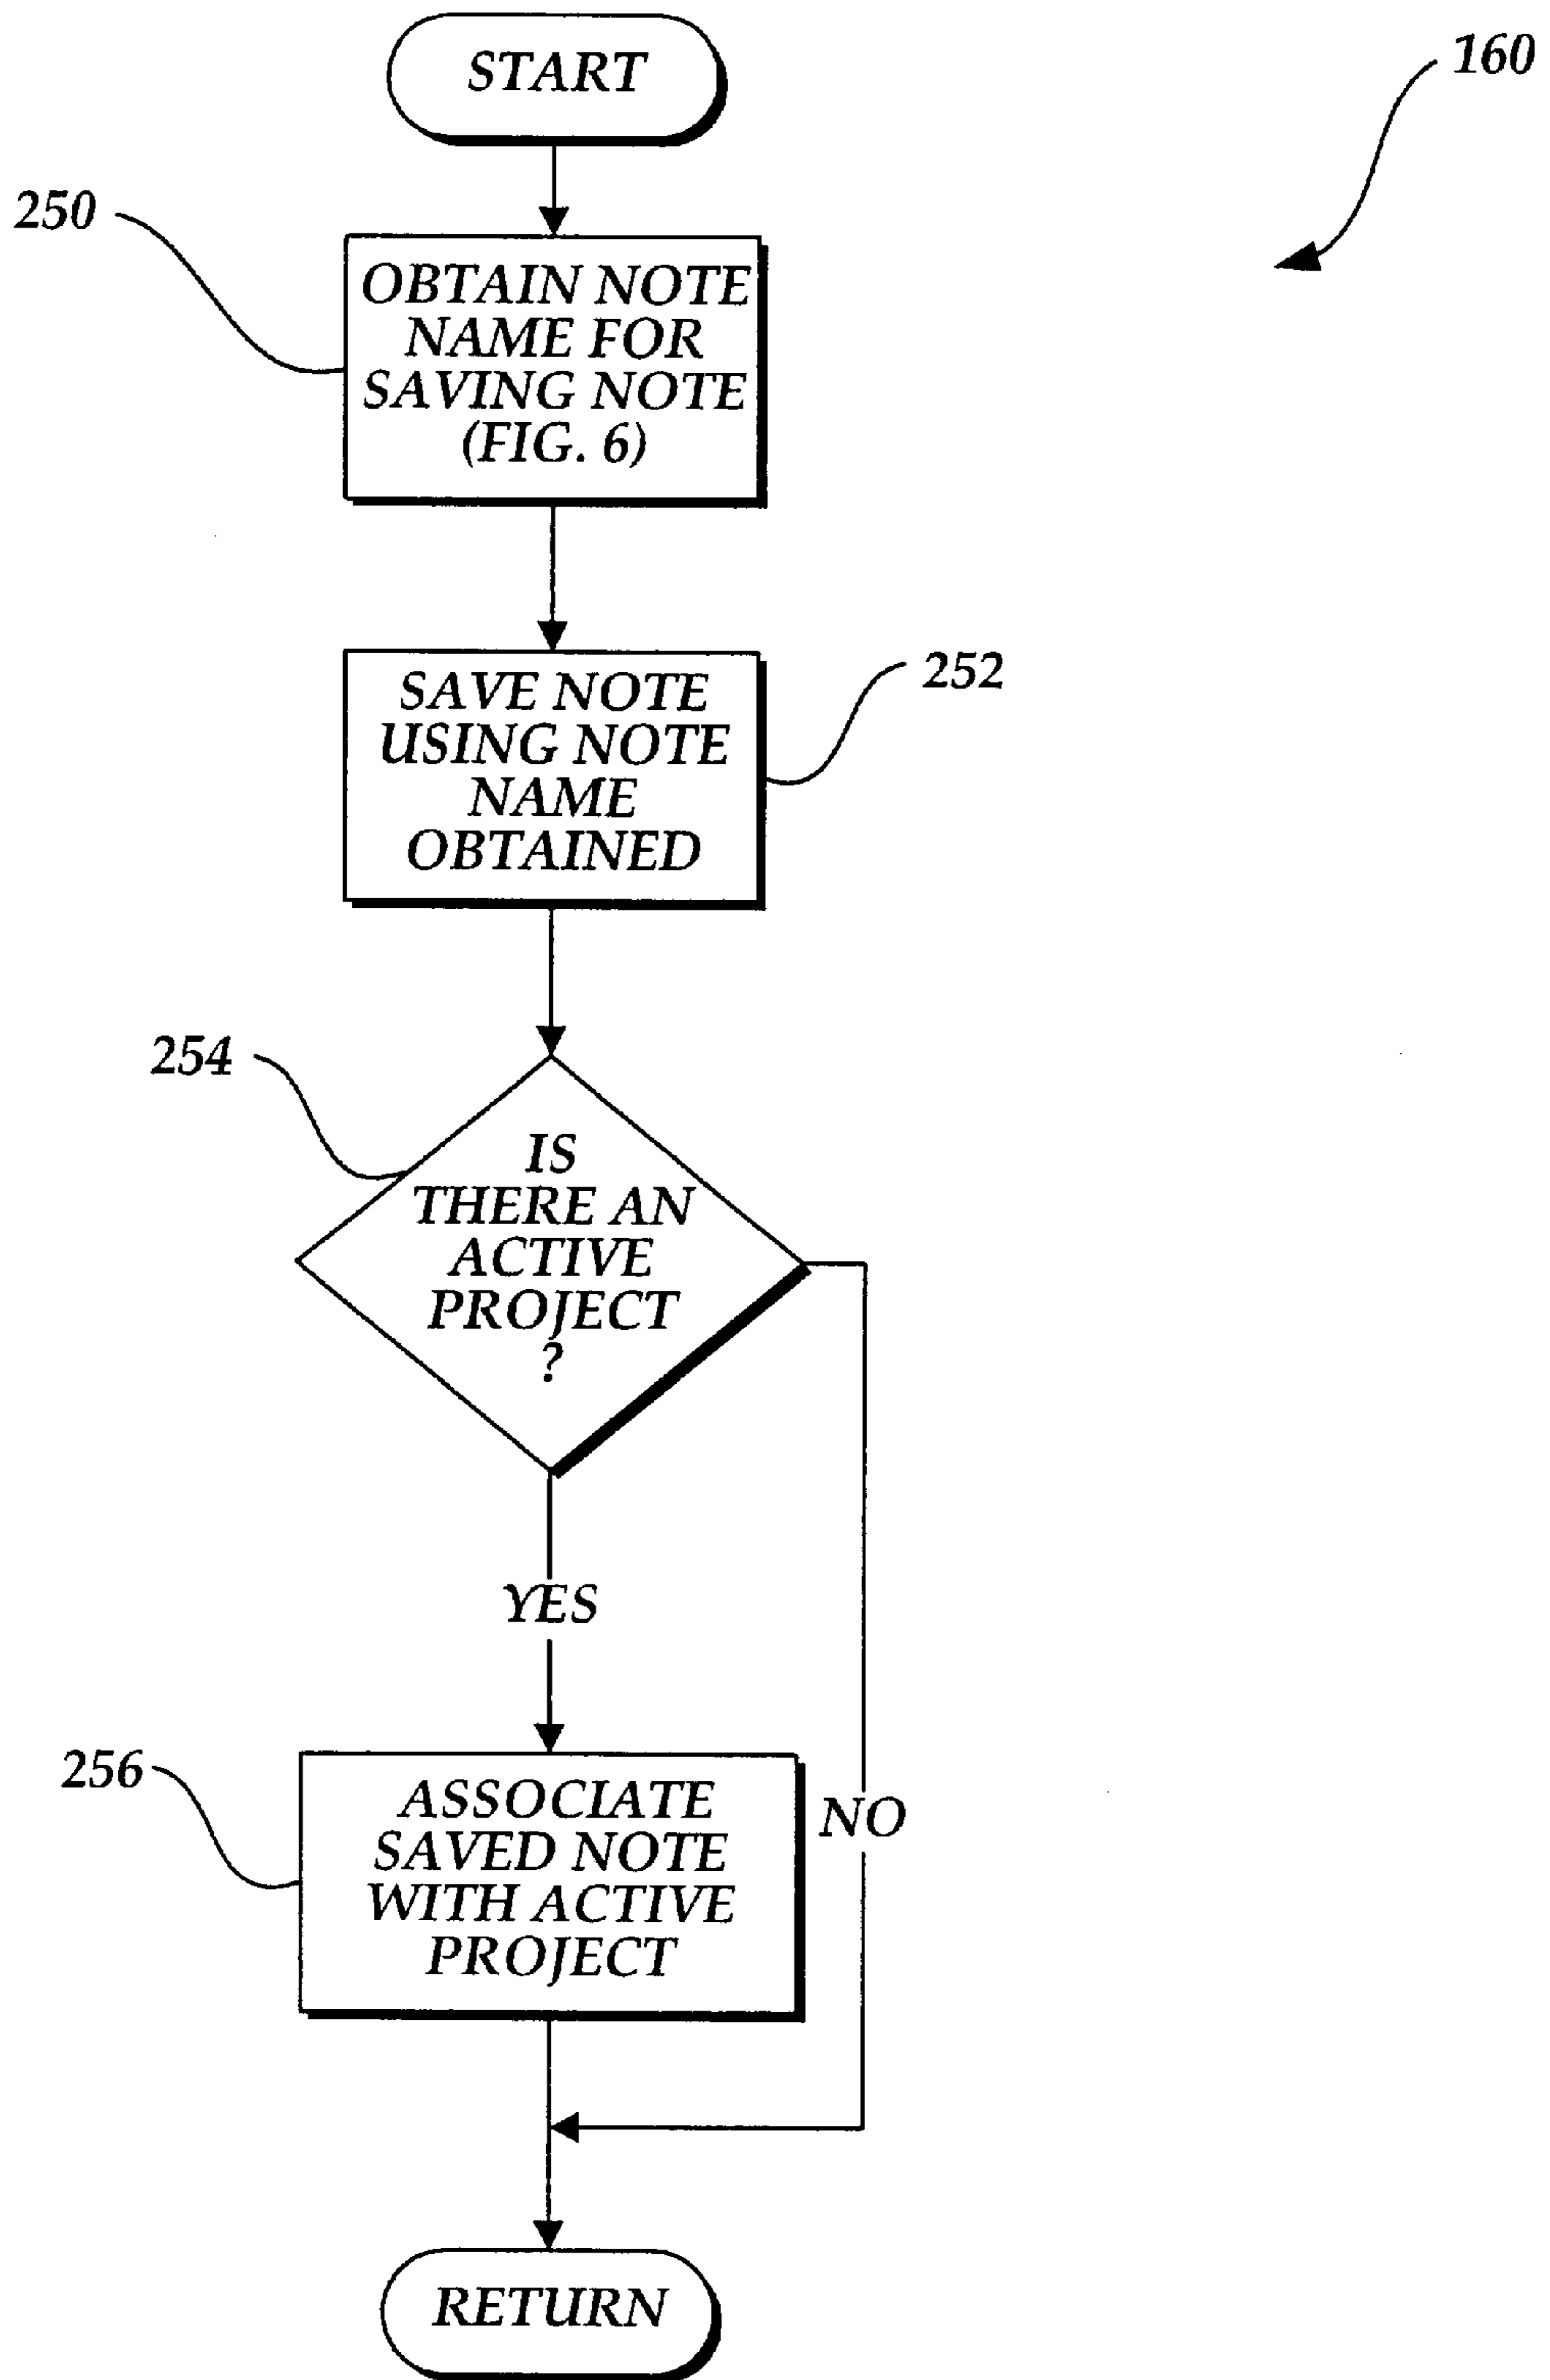 START
160
250
OBTAIN NOTE
NAME FOR
SAVING NOTE
(FIG. 6)
SAVE NOTE
USING NOTE
NAME
OBTAINED
252
254
IS
THERE AN
ACTIVE
PROJECT
?
YES
256
ASSOCIATE
SAVED NOTE
WITH ACTIVE
PROJECT
NO
RETURN